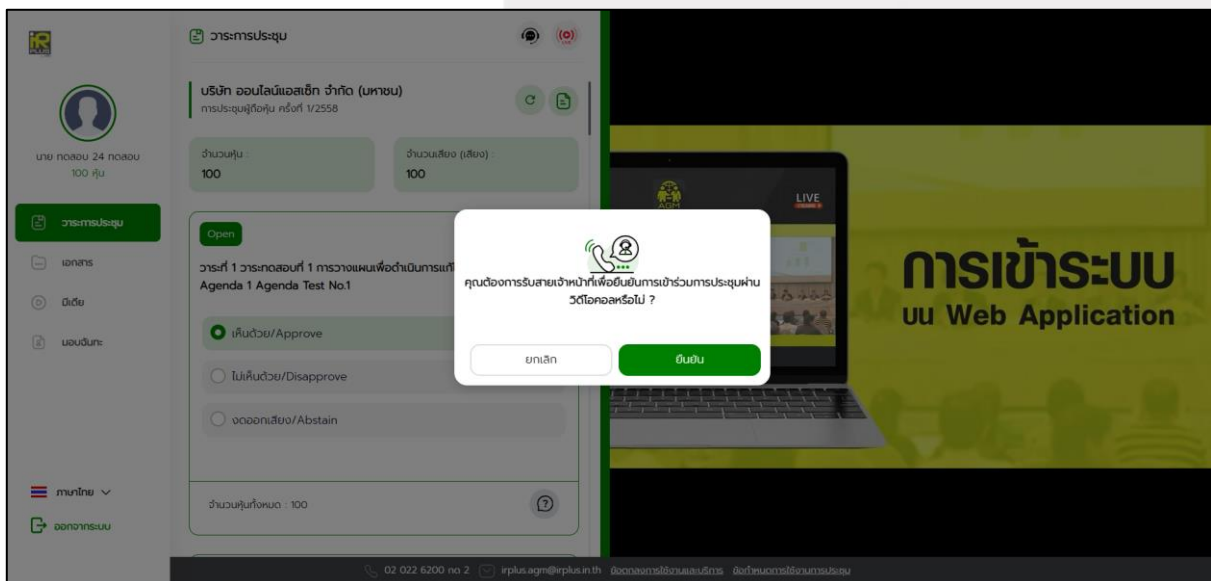 iR
PLUS
นาย ทดสอบ 24 ทดสอบ
100 หุ้น
วาระการประชุม
เอกสาร
มีเดีย
มอบฉันทะ
ภาษาไทย
ออกจากระบบ
วาระการประชุม
LIVE
บริษัท ออนไลน์แอสเซ็ท จำกัด (มหาชน)
การประชุมผู้ถือหุ้น ครั้งที่ 1/2558
จำนวนหุ้น :
100
จำนวนเสียง (เสียง) :
100
Open
วาระที่ 1 วาระทดสอบที่ 1 การวางแผนเพื่อดำเนินการแก้
Agenda 1 Agenda Test No.1
เห็นด้วย/Approve
ไม่เห็นด้วย/Disapprove
งดออกเสียง/Abstain
จำนวนหุ้นทั้งหมด : 100
คุณต้องการรับสายเจ้าหน้าที่เพื่อยืนยันการเข้าร่วมการประชุมผ่าน
วิดีโอคอลหรือไม่ ?
ยกเลิก
ยืนยัน
AGM
LIVE
การเข้าระบบ
บน Web Application
02 022 6200 กด 2
irplus.agm@irplus.in.th
ข้อตกลงการใช้งานและบริการ
ข้อกำหนดการใช้งานการประชุม